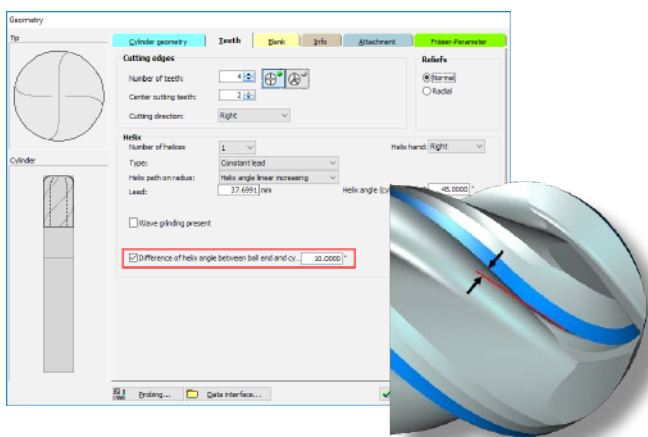 Geometry
Tip
Cylinder geometry
Teeth
Blank
Info
Attachment
Fräser-Parameter
Cutting edges
Reliefs
Number of teeth:
4
Normal
Center cutting teeth:
2
Radial
Cutting direction:
Right
Helix
Number of helices
1
Helix hand:
Right
Cylinder
Type:
Constant lead
Helix path on radius:
Helix angle linear increasing
Lead:
37.6991 mm
Helix angle (cy
45.0000 °
Wave grinding present
Difference of helix angle between ball end and cy...
10.0000 °
Probing...
Data interface...